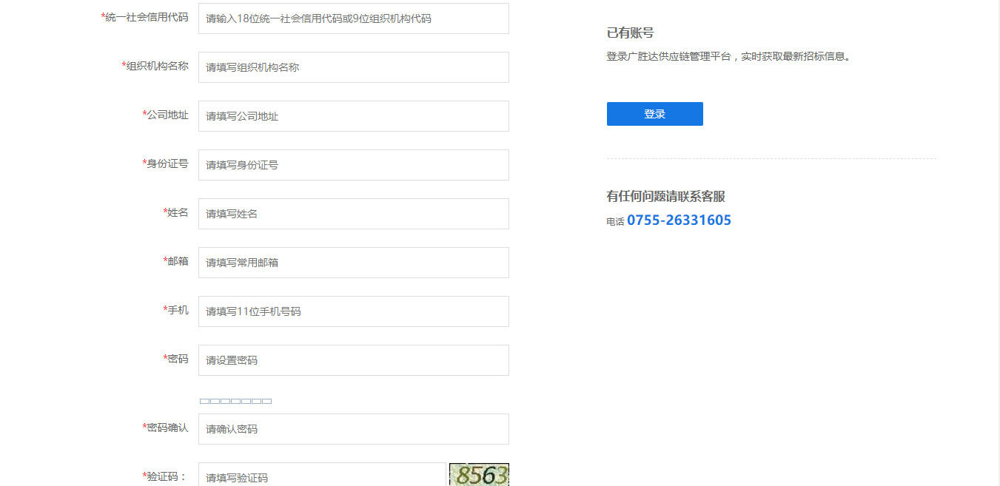 *统一社会信用代码
请输入18位统一社会信用代码或9位组织机构代码
*组织机构名称
请填写组织机构名称
*公司地址
请填写公司地址
*身份证号
请填写身份证号
*姓名
请填写姓名
*邮箱
请填写常用邮箱
*手机
请填写11位手机号码
*密码
请设置密码
*密码确认
请确认密码
*验证码：
请填写验证码
8563
已有账号
登录广胜达供应链管理平台，实时获取最新招标信息。
登录
有任何问题请联系客服
电话 0755-26331605